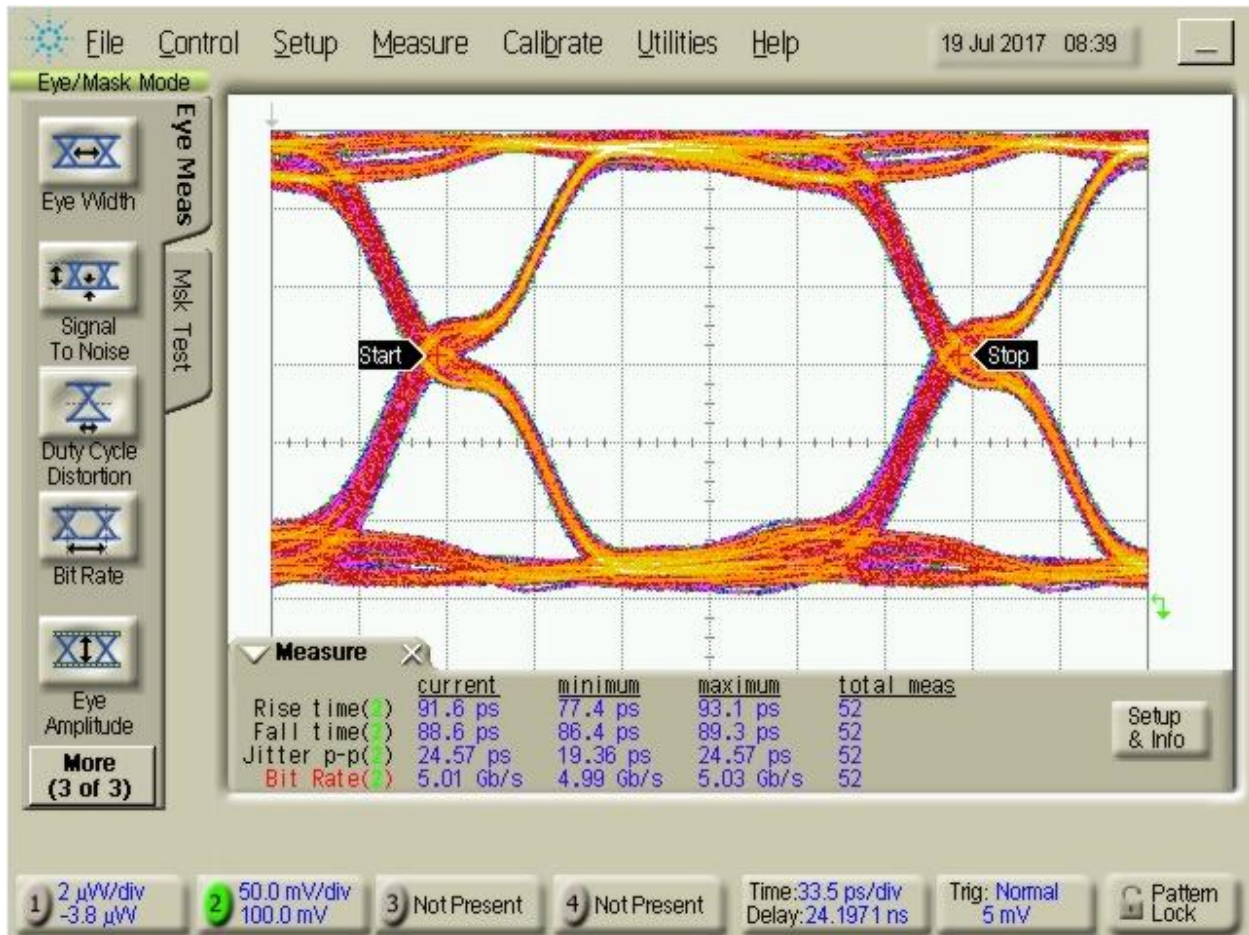 File Control Setup Measure Calibrate Utilities Help 19 Jul 2017 08:39
Eye/Mask Mode
Eye Meas
Msk Test
Eye Width
Signal
To Noise
Duty Cycle
Distortion
Bit Rate
Eye
Amplitude
More
(3 of 3)
Start
Stop
Measure
current minimum maximum total meas
Rise time(2) 91.6 ps 77.4 ps 93.1 ps 52
Fall time(2) 88.6 ps 86.4 ps 89.3 ps 52
Jitter p-p(2) 24.57 ps 19.36 ps 24.57 ps 52
Bit Rate(2) 5.01 Gb/s 4.99 Gb/s 5.03 Gb/s 52
Setup
& Info
1 2 µW/div
-3.8 µW
2 50.0 mV/div
100.0 mV
3 Not Present
4 Not Present
Time:33.5 ps/div
Delay:24.1971 ns
Trig: Normal
5 mV
Pattern
Lock